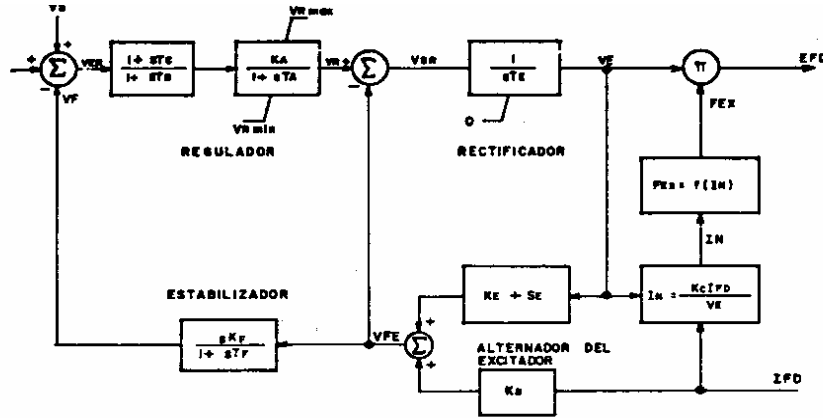 VS
VRmax
+
+
Σ
-
VER
1 + STC
1 + STB
KA
1 + STA
VR +
Σ
-
VER
1
STE
VE
π
EFD
VF
VRmin
0
FEX
REGULADOR
RECTIFICADOR
FEX = f(IN)
IN
ESTABILIZADOR
KE + SE
IN = KCIFD
VE
SKF
1 + STF
VFE
+
Σ
+
ALTERNADOR DEL
EXCITADOR
KD
IFD